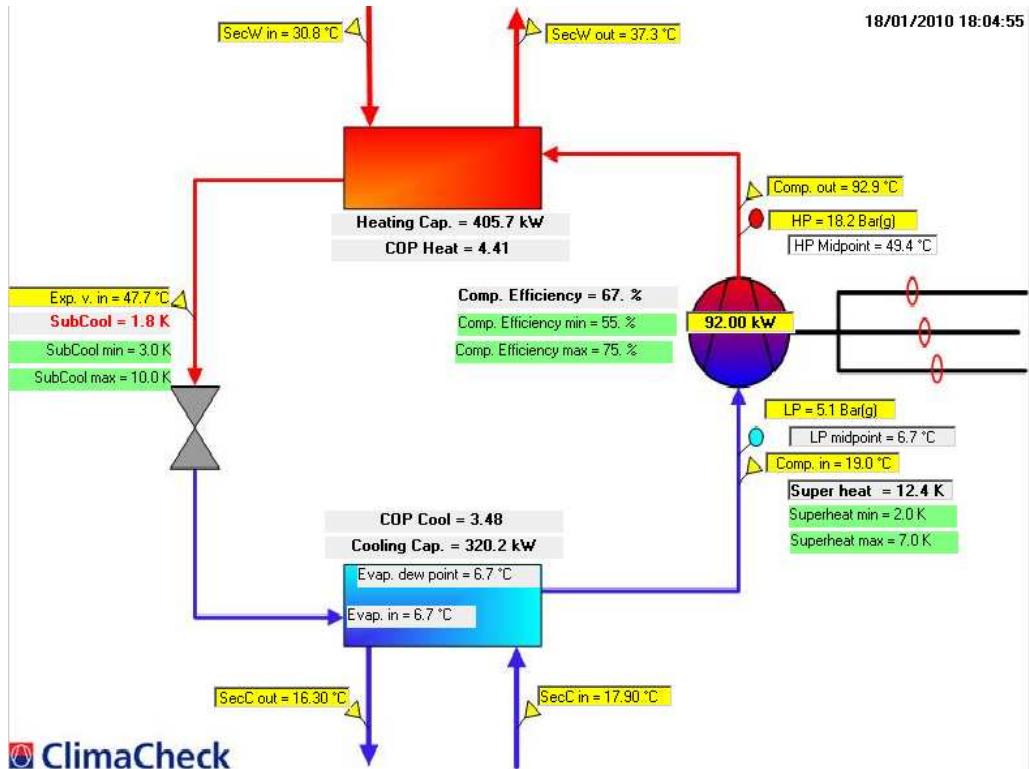 18/01/2010 18:04:55
SecW in = 30.8 °C
SecW out = 37.3 °C
Comp. out = 92.9 °C
HP = 18.2 Bar(g)
HP Midpoint = 49.4 °C
Heating Cap. = 405.7 kW
COP Heat = 4.41
Exp. v. in = 47.7 °C
SubCool = 1.8 K
SubCool min = 3.0 K
SubCool max = 10.0 K
Comp. Efficiency = 67. %
Comp. Efficiency min = 55. %
Comp. Efficiency max = 75. %
92.00 kW
LP = 5.1 Bar(g)
LP midpoint = 6.7 °C
Comp. in = 19.0 °C
Super heat = 12.4 K
Superheat min = 2.0 K
Superheat max = 7.0 K
COP Cool = 3.48
Cooling Cap. = 320.2 kW
Evap. dew point = 6.7 °C
Evap. in = 6.7 °C
SecC out = 16.30 °C
SecC in = 17.90 °C
ClimaCheck